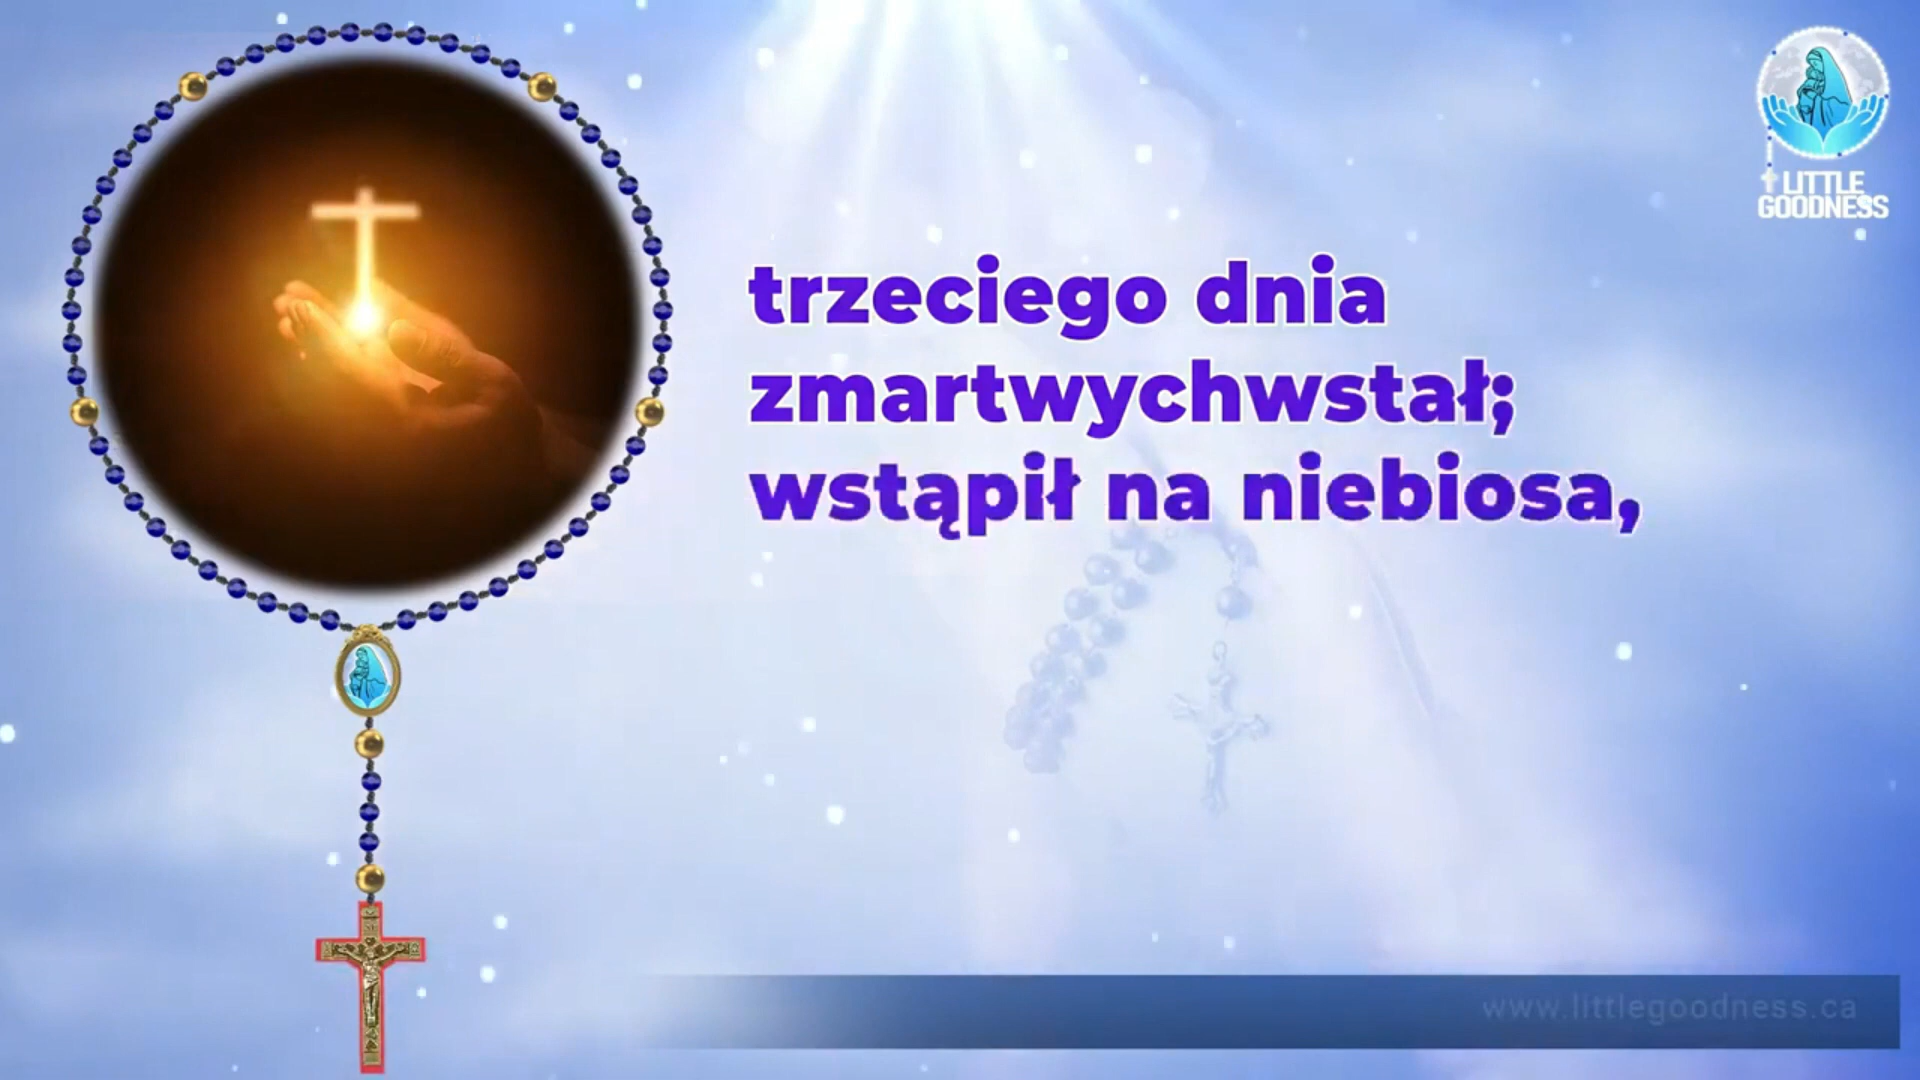 LITTLE
GOODNESS
trzeciego dnia
zmartwychwstał;
wstąpił na niebiosa,
www.littlegoodness.ca